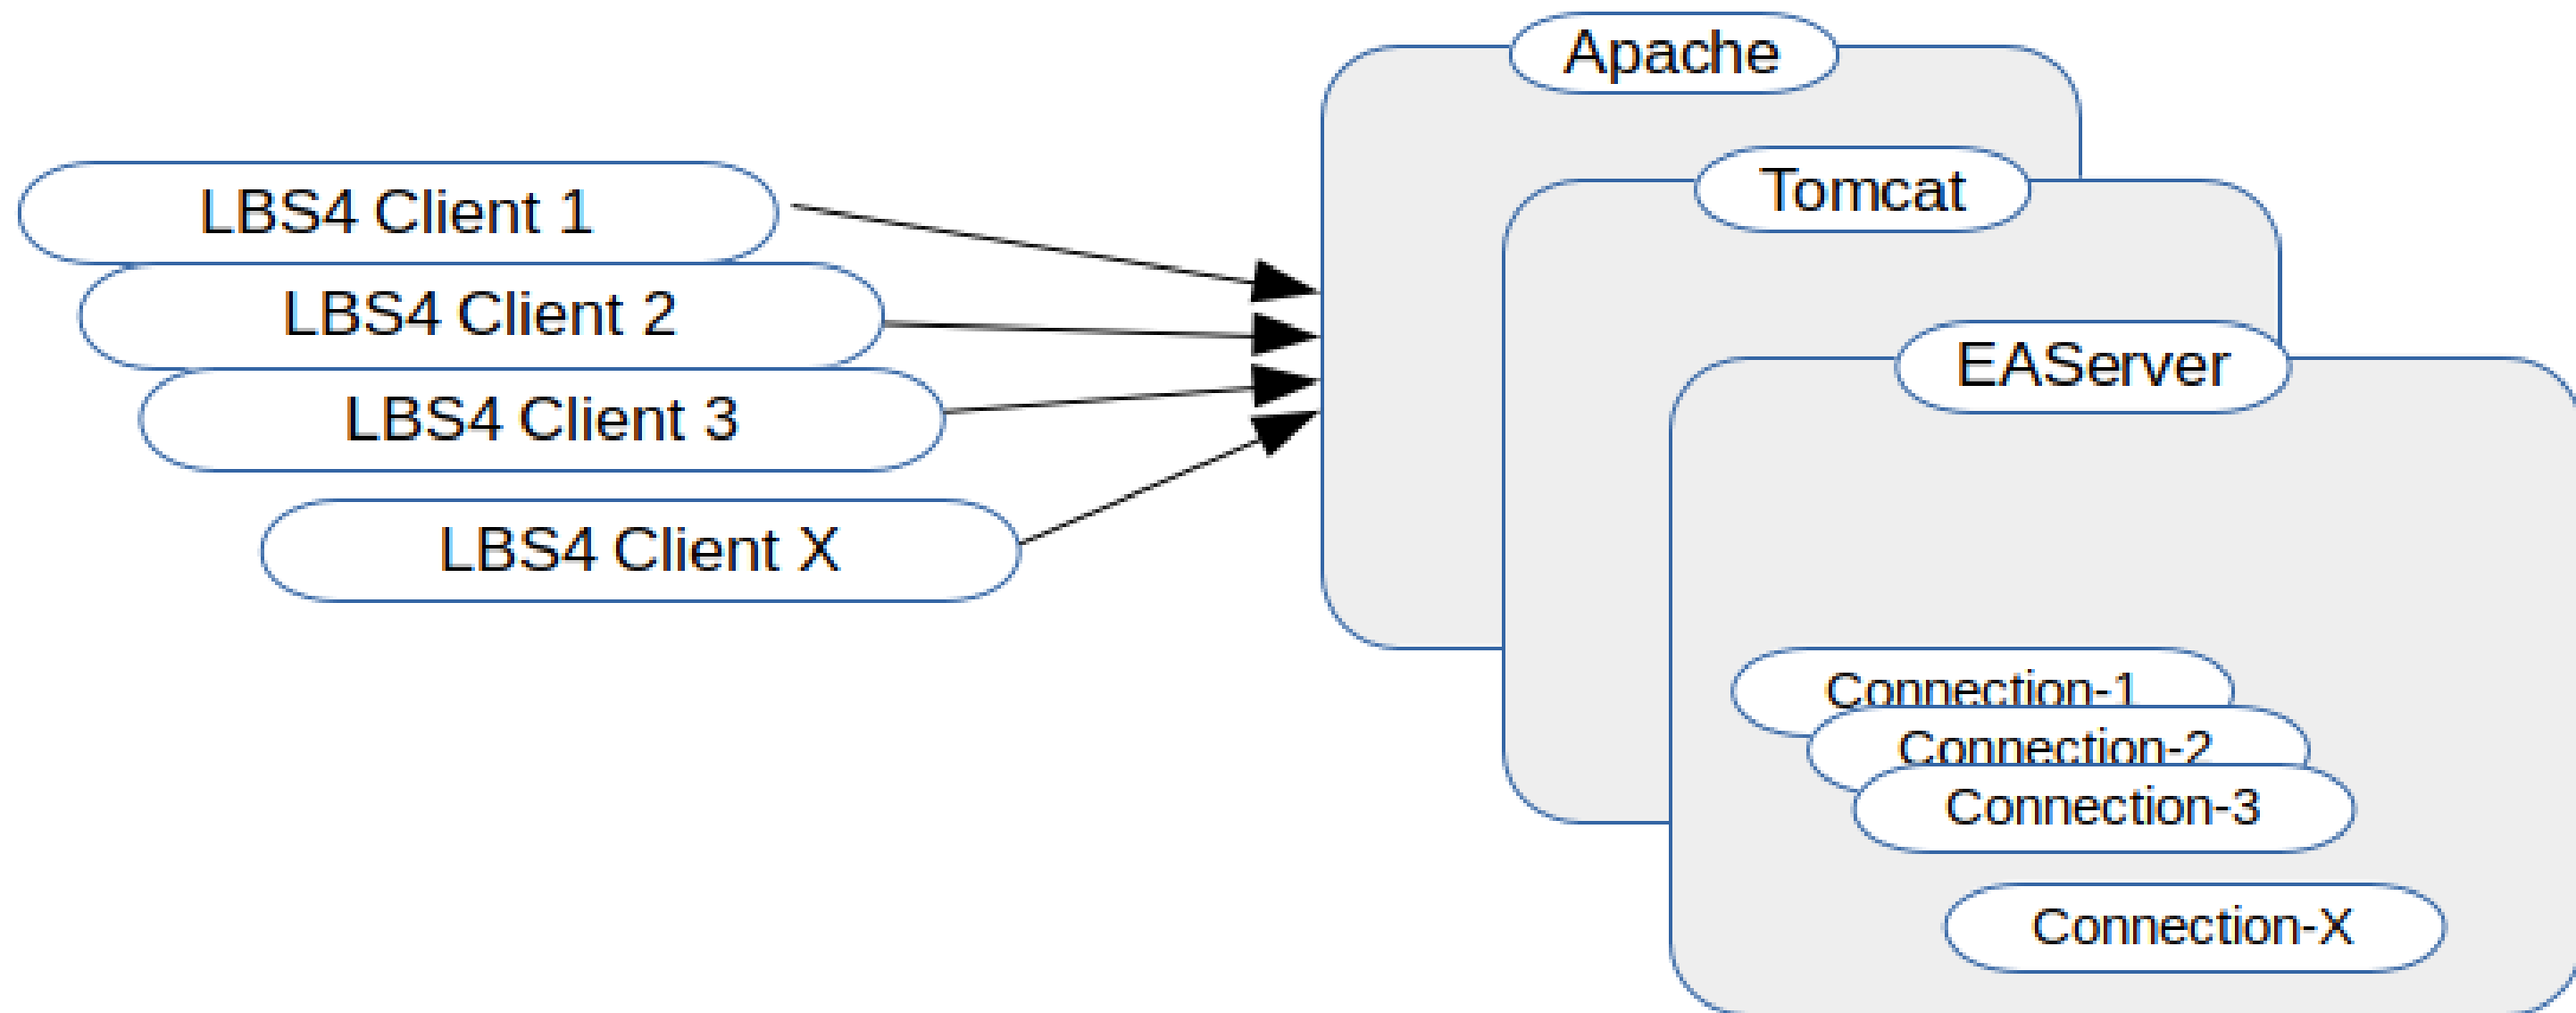 Apache
Tomcat
LBS4 Client 1
LBS4 Client 2
LBS4 Client 3
LBS4 Client X
EAServer
Connection-1
Connection-2
Connection-3
Connection-X